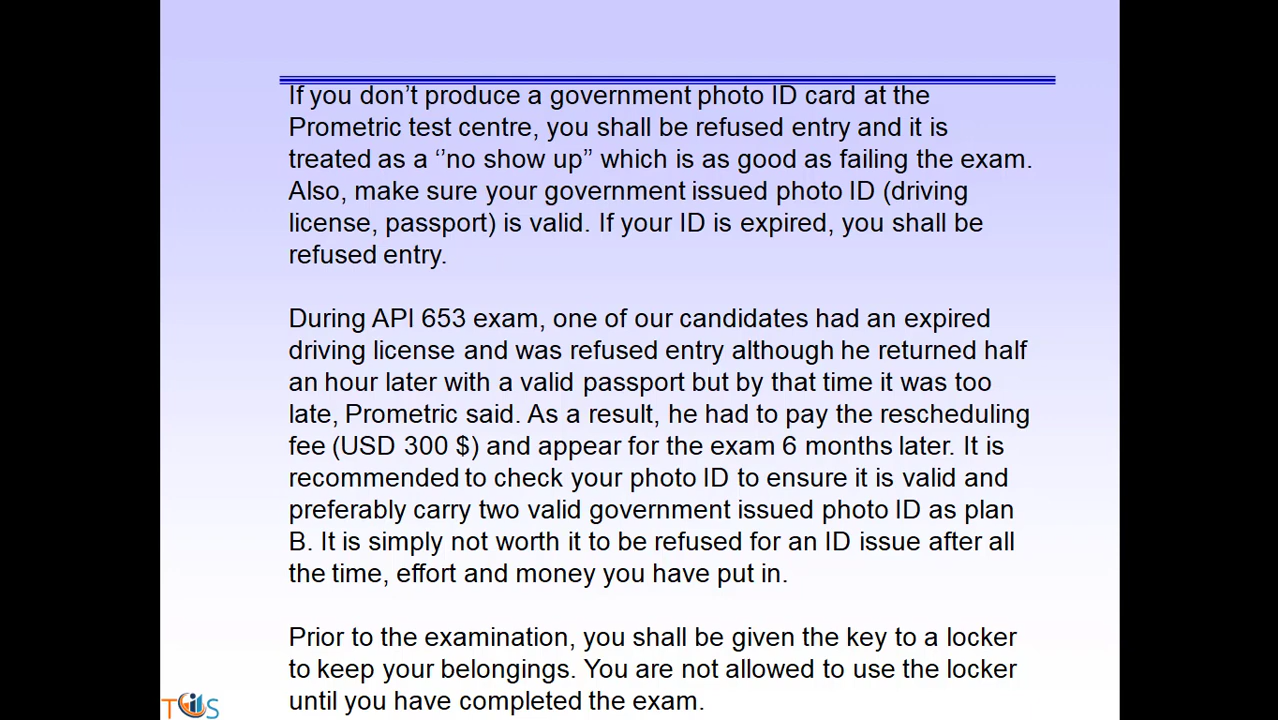 If you don’t produce a government photo ID card at the
Prometric test centre, you shall be refused entry and it is
treated as a ‘’no show up” which is as good as failing the exam.
Also, make sure your government issued photo ID (driving
license, passport) is valid. If your ID is expired, you shall be
refused entry.
During API 653 exam, one of our candidates had an expired
driving license and was refused entry although he returned half
an hour later with a valid passport but by that time it was too
late, Prometric said. As a result, he had to pay the rescheduling
fee (USD 300 $) and appear for the exam 6 months later. It is
recommended to check your photo ID to ensure it is valid and
preferably carry two valid government issued photo ID as plan
B. It is simply not worth it to be refused for an ID issue after all
the time, effort and money you have put in.
Prior to the examination, you shall be given the key to a locker
to keep your belongings. You are not allowed to use the locker
until you have completed the exam.